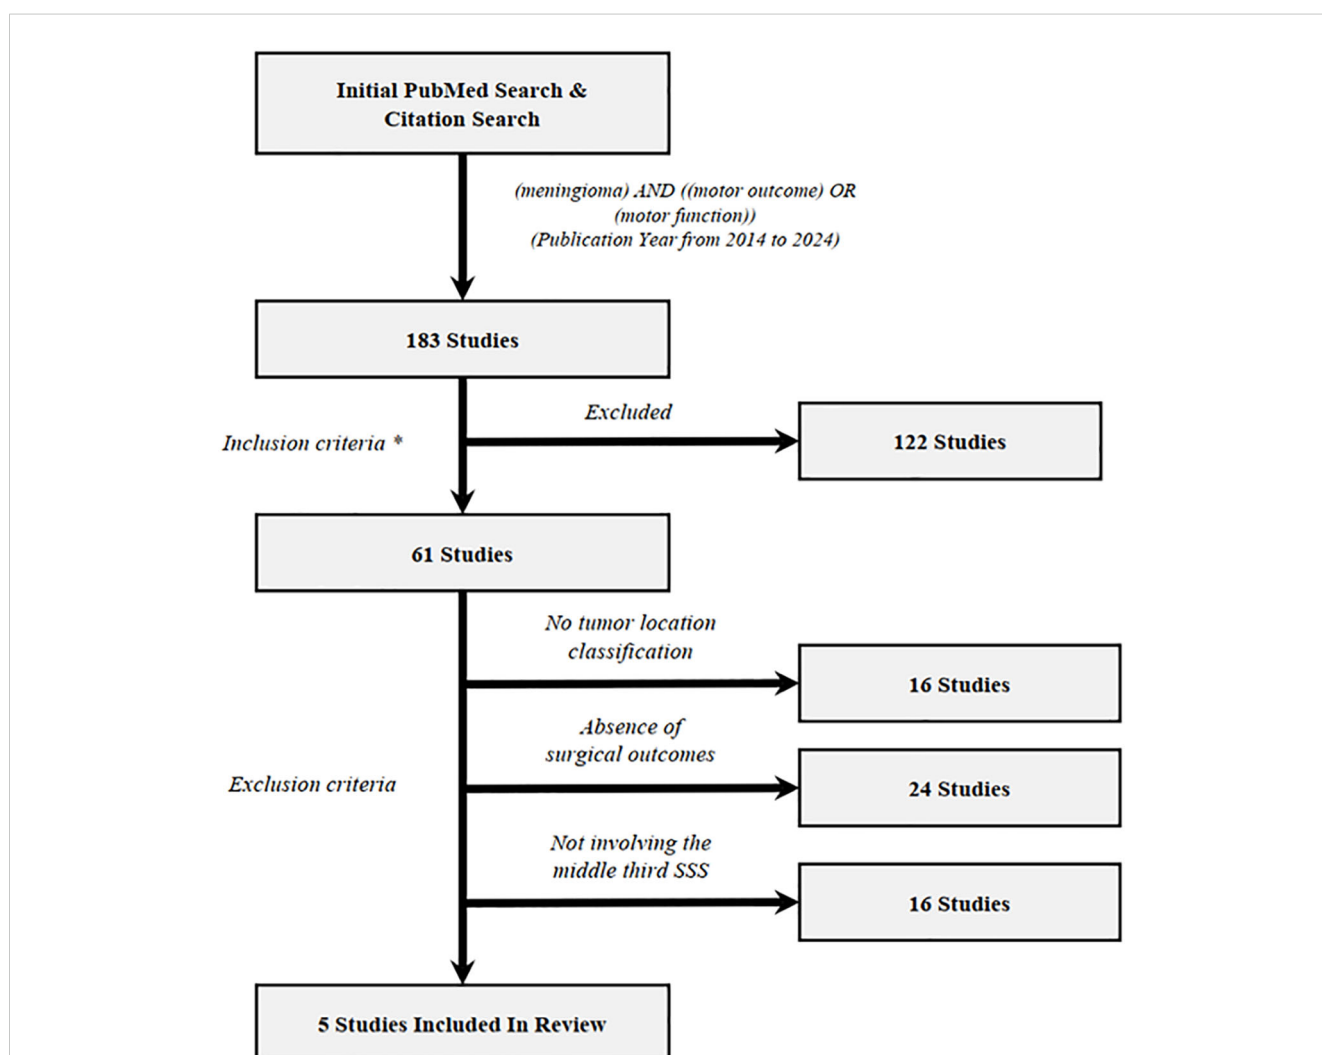 Initial PubMed Search &
Citation Search
(meningioma) AND ((motor outcome) OR
(motor function))
(Publication Year from 2014 to 2024)
183 Studies
Excluded
Inclusion criteria *
122 Studies
61 Studies
No tumor location
classification
16 Studies
Absence of
surgical outcomes
Exclusion criteria
24 Studies
Not involving the
middle third SSS
16 Studies
5 Studies Included In Review